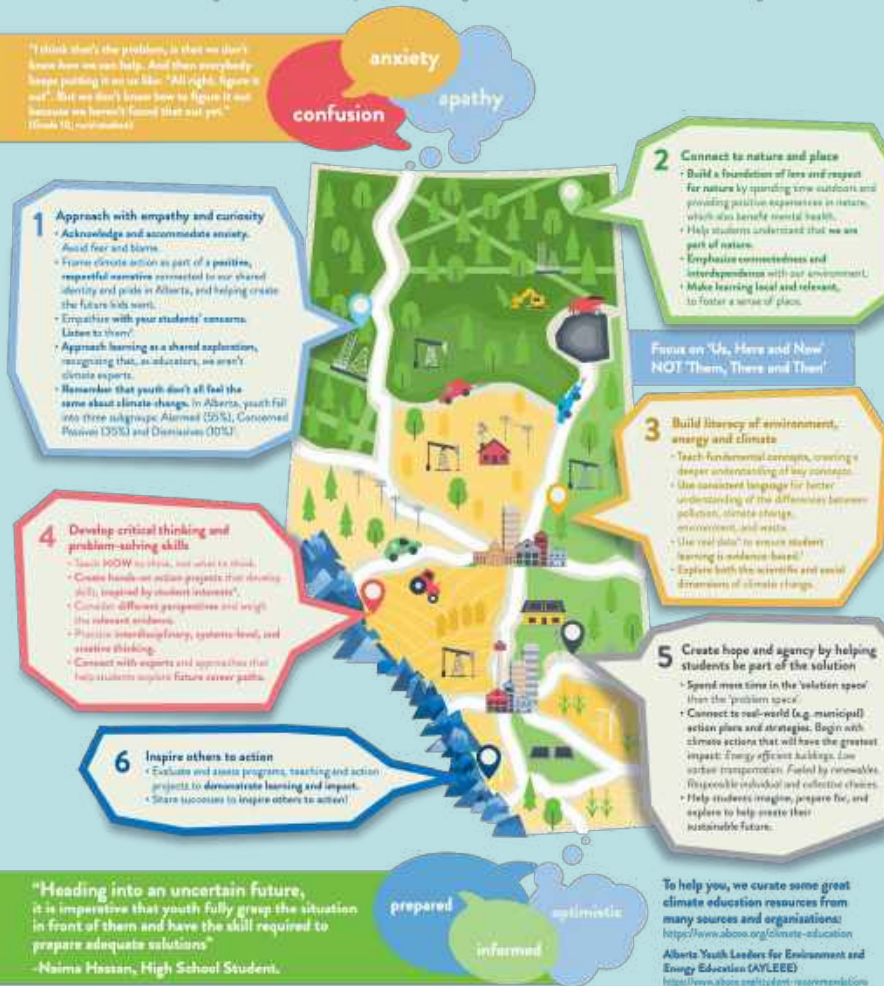 "I think that's the problem, is that we don't
know how we can help. And then everybody
keeps putting it on us like: "All right, figure it
out". But we don't know how to figure it out
because we haven't found that out yet."
(Grade 10,
anxiety
apathy
confusion
1 Approach with empathy and curiosity
• Acknowledge and accommodate anxiety.
Avoid fear and blame.
• Frame climate action as part of a positive,
respectful narrative connected to our shared
identity and pride in Alberta, and helping create
the future kids want.
• Empathize with your students' concerns.
Listen to them
• Approach learning as a shared exploration,
recognizing that, as educators, we aren't
climate experts.
• Remember that youth don't all feel the
same about climate change. In Alberta, youth fall
into three subgroups: Alarmed (55%), Concerned
Passives (35%) and Dismissives (10%)
2 Connect to nature and place
• Build a foundation of love and respect
for nature by spending time outdoors and
providing positive experiences in nature,
which also benefit mental health.
• Help students understand that we are
part of nature.
• Emphasize connectedness and
interdependence with our environment.
• Make learning local and relevant,
to foster a sense of place.
Focus on 'Us, Here and Now'
NOT 'Them, There and Then'
3 Build literacy of environment,
energy and climate
• Teach fundamental concepts, creating a
deeper understanding of key concepts.
• Use consistent language for better
understanding of the differences between
pollution, climate change,
environment, and waste.
• Use real data to ensure student
learning is evidence-based.
• Explore both the scientific and social
dimensions of climate change.
4 Develop critical thinking and
problem-solving skills
• Teach HOW to think, not what to think.
• Create hands-on action projects that develop
skills, inspired by student interests
• Consider different perspectives and weigh
the relevant evidence.
• Practice interdisciplinary, systems-level, and
creative thinking.
• Connect with experts and approaches that
help students explore future career paths.
5 Create hope and agency by helping
students be part of the solution
• Spend more time in the 'solution space'
than the 'problem space'.
• Connect to real-world (e.g. municipal)
action plans and strategies. Begin with
climate actions that will have the greatest
impact: Energy efficient buildings. Low
carbon transportation. Fueled by renewables.
Responsible individual and collective choices.
• Help students imagine, prepare for, and
explore to help create their
sustainable future.
6 Inspire others to action
• Evaluate and assess programs, teaching and action
projects to demonstrate learning and impact.
• Share successes to inspire others to action!
"Heading into an uncertain future,
it is imperative that youth fully grasp the situation
in front of them and have the skill required to
prepare adequate solutions"
-Naima Hassan, High School Student.
prepared
optimistic
informed
To help you, we curate some great
climate education resources from
many sources and organizations:
https://www.abcee.org/climate-education
Alberta Youth Leaders for Environment and
Energy Education (AYLEEE)
https://www.abcee.org/student-recommendations